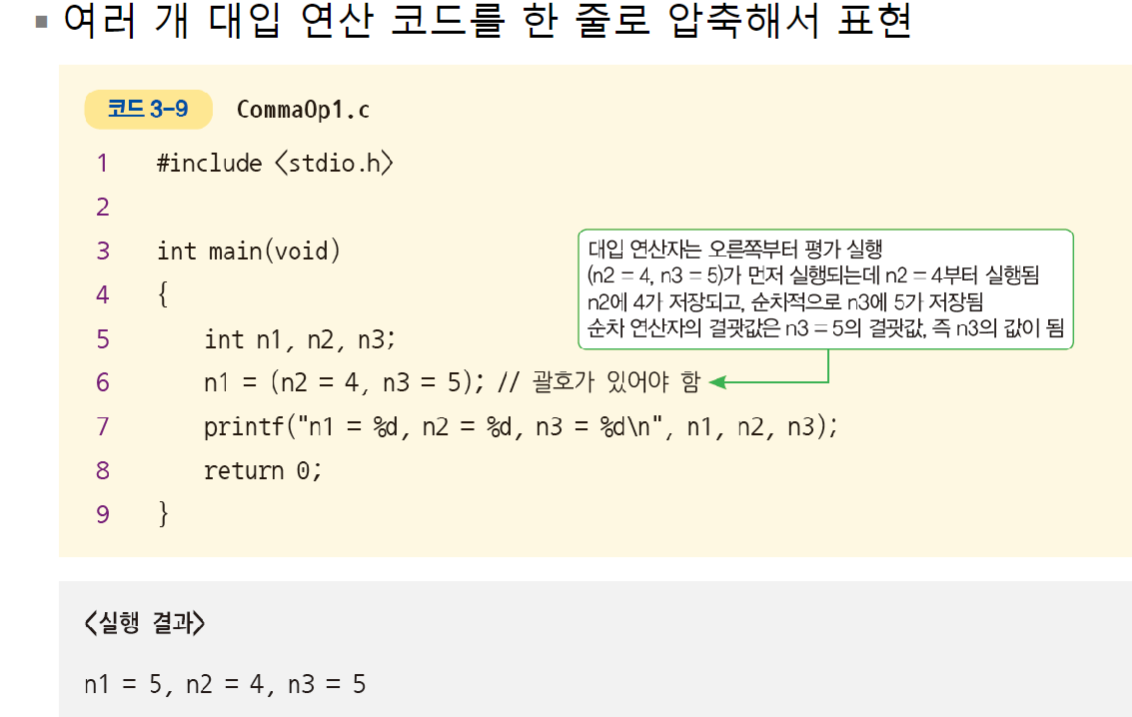 ▪ 여러 개 대입 연산 코드를 한 줄로 압축해서 표현
코드 3-9 CommaOp1.c
1 #include <stdio.h>
2
3 int main(void)
4 {
5 int n1, n2, n3;
6 n1 = (n2 = 4, n3 = 5); // 괄호가 있어야 함
7 printf("n1 = %d, n2 = %d, n3 = %d\n", n1, n2, n3);
8 return 0;
9 }
대입 연산자는 오른쪽부터 평가 실행
(n2 = 4, n3 = 5)가 먼저 실행되는데 n2 = 4부터 실행됨
n2에 4가 저장되고, 순차적으로 n3에 5가 저장됨
순차 연산자의 결괏값은 n3 = 5의 결괏값, 즉 n3의 값이 됨
<실행 결과>
n1 = 5, n2 = 4, n3 = 5